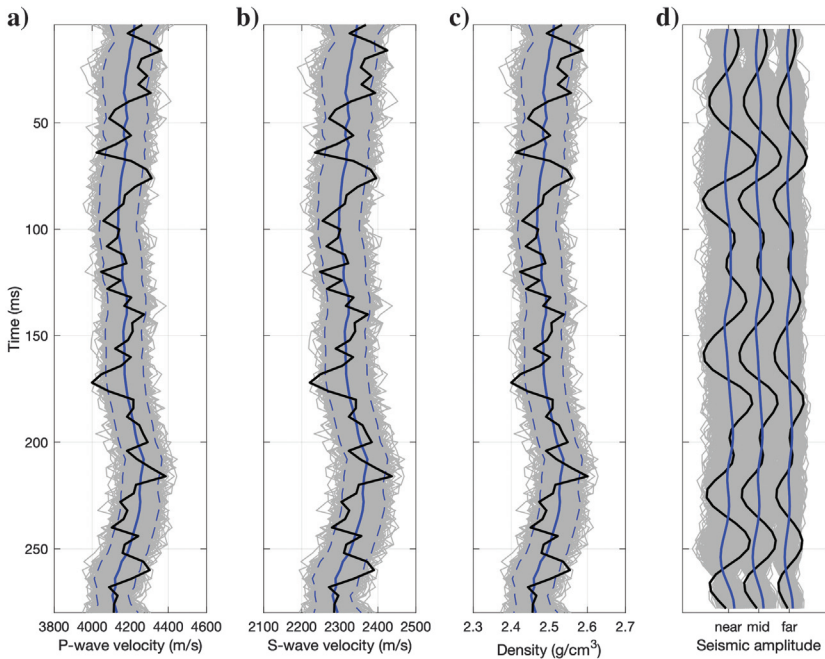 a)
b)
c)
d)
Time (ms)
50
100
150
200
250
3800 4000 4200 4400 4600
P-wave velocity (m/s)
2100 2200 2300 2400 2500
S-wave velocity (m/s)
2.3 2.4 2.5 2.6 2.7
Density (g/cm³)
near mid far
Seismic amplitude